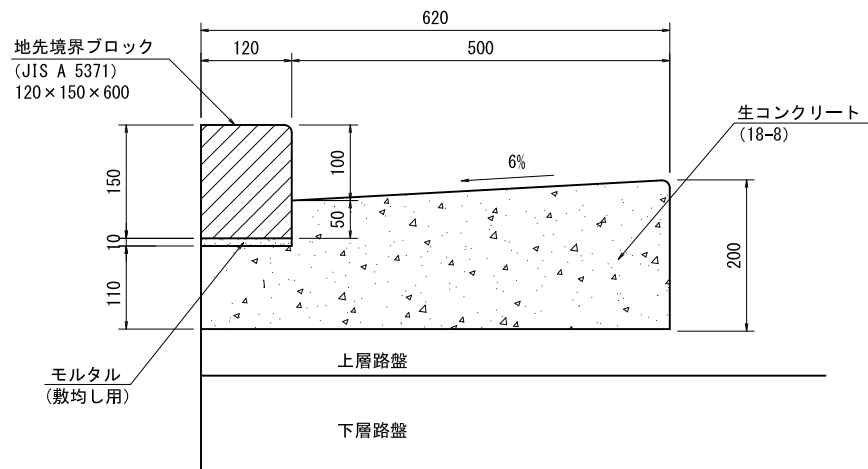 620
120
500
地先境界ブロック
(JIS A 5371)
120×150×600
生コンクリート
(18-8)
6%
150
100
50
10
110
200
モルタル
(敷均し用)
上層路盤
下層路盤